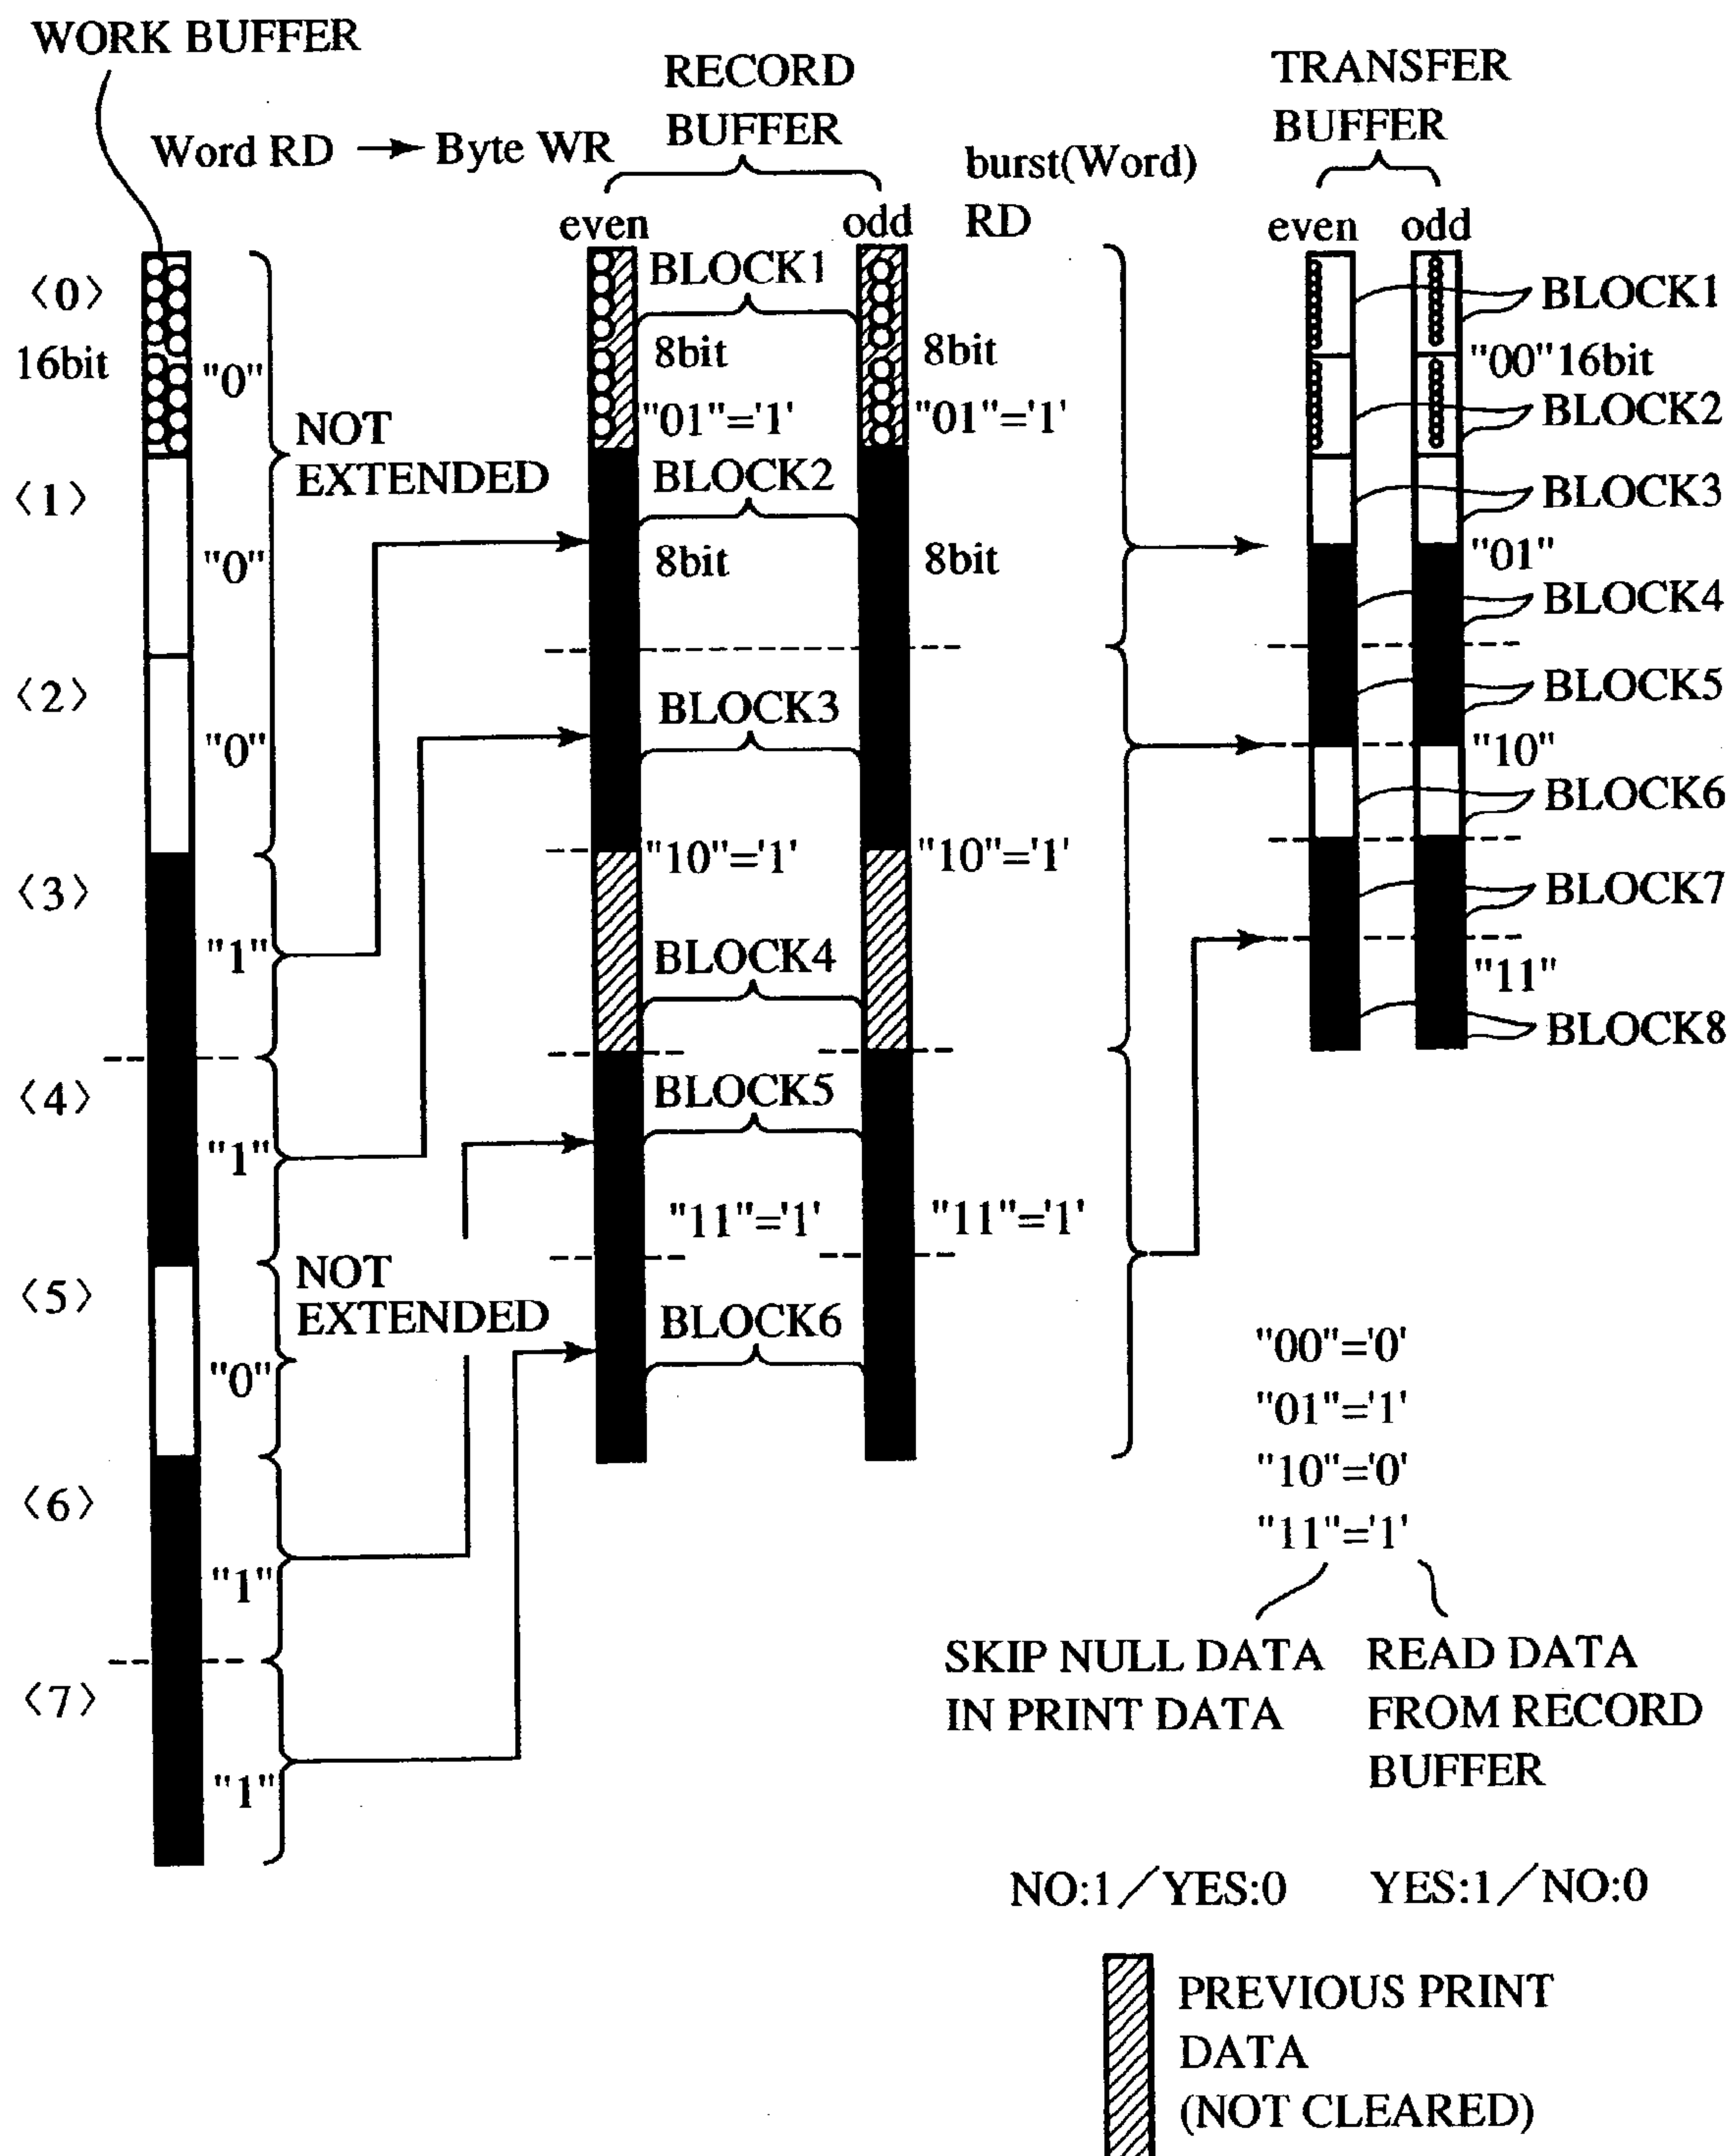 WORK BUFFER
Word RD → Byte WR
RECORD
BUFFER
burst(Word)
RD
TRANSFER
BUFFER
even
odd
even
odd
〈0〉
16bit
"0"
NOT
EXTENDED
〈1〉
"0"
〈2〉
"0"
〈3〉
"1"
〈4〉
"1"
〈5〉
NOT
EXTENDED
"0"
〈6〉
"1"
〈7〉
"1"
BLOCK1
8bit
8bit
"01"='1'
"01"='1'
BLOCK2
8bit
8bit
BLOCK3
"10"='1'
"10"='1'
BLOCK4
BLOCK5
"11"='1'
"11"='1'
BLOCK6
BLOCK1
"00"16bit
BLOCK2
BLOCK3
"01"
BLOCK4
BLOCK5
"10"
BLOCK6
BLOCK7
"11"
BLOCK8
"00"='0'
"01"='1'
"10"='0'
"11"='1'
SKIP NULL DATA
IN PRINT DATA
READ DATA
FROM RECORD
BUFFER
NO:1／YES:0
YES:1／NO:0
PREVIOUS PRINT
DATA
(NOT CLEARED)